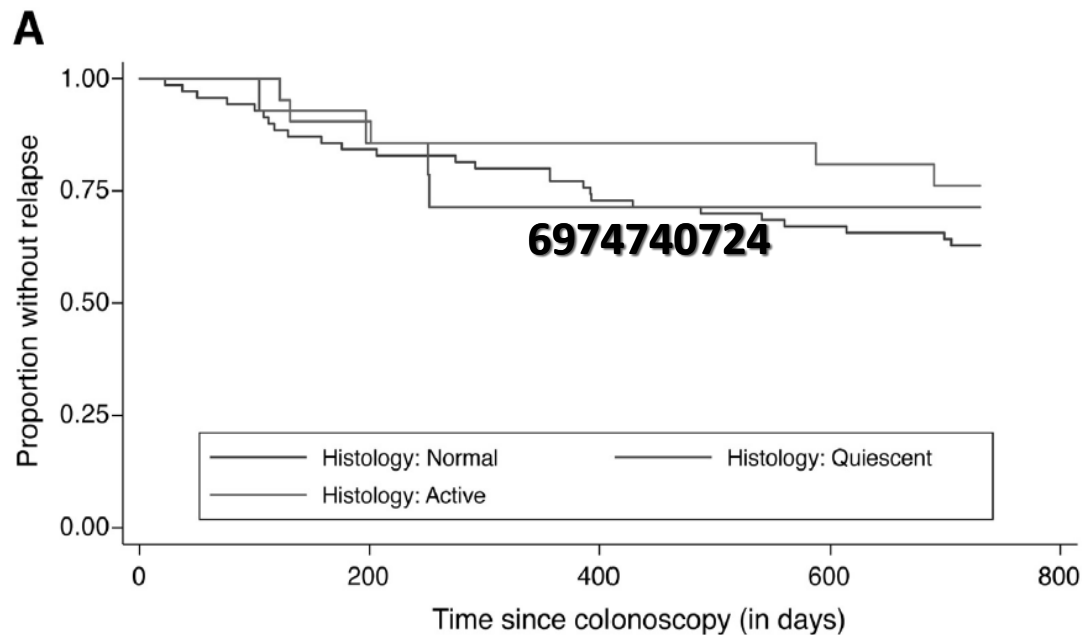 A
Proportion without relapse
1.00
0.75
0.50
0.25
0.00
6974740724
Histology: Normal
Histology: Quiescent
Histology: Active
0
200
400
600
800
Time since colonoscopy (in days)